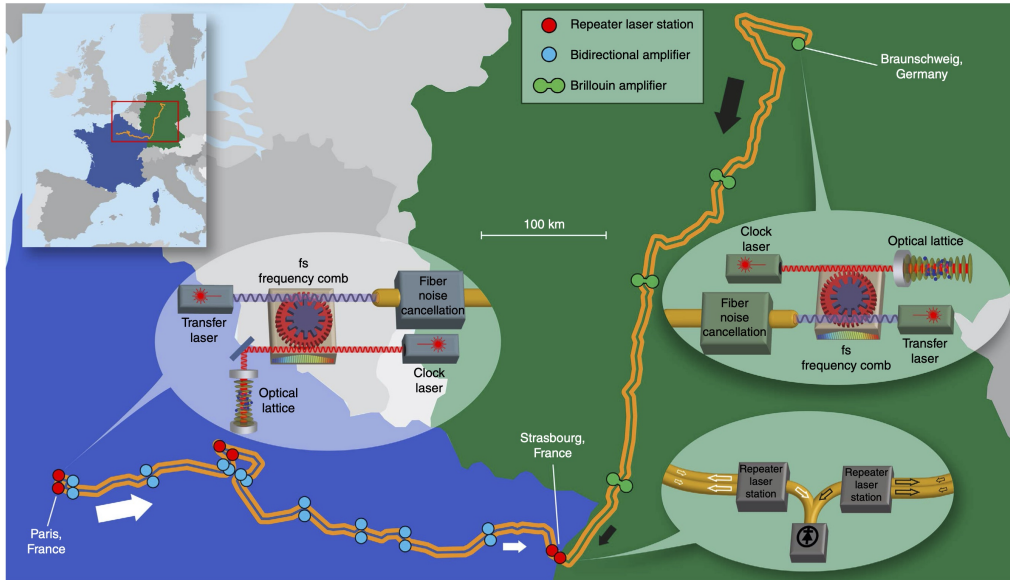 Repeater laser station
Bidirectional amplifier
Brillouin amplifier
Braunschweig,
Germany
100 km
Clock
laser
Optical lattice
Fiber
noise
cancellation
fs
frequency comb
Transfer
laser
fs
frequency comb
Fiber
noise
cancellation
Transfer
laser
Clock
laser
Optical
lattice
Strasbourg,
France
Repeater
laser
station
Repeater
laser
station
Paris,
France